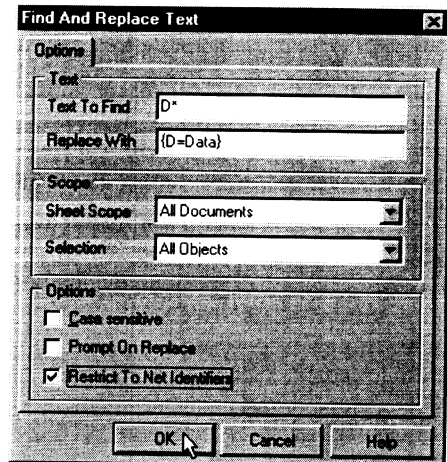 Find And Replace Text
Options
Text
Text To Find D*
Replace With {D=Data}
Scope
Sheet Scope All Documents
Selection All Objects
Options
Case sensitive
Prompt On Replace
Restrict To Net Identifiers
OK Cancel Help